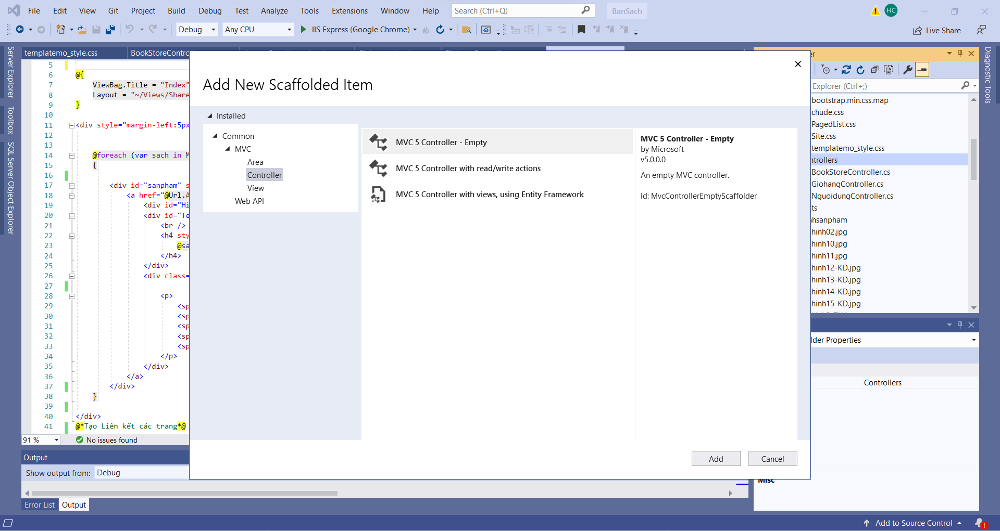 File Edit View Git Project Build Debug Test Analyze Tools Extensions Window Help Search (Ctrl+Q) BanSach HC
Debug Any CPU IIS Express (Google Chrome) Live Share
Server Explorer
Toolbox
SQL Server Object Explorer
templatemo_style.css BookStoreContro
5
6 @{
7 ViewBag.Title = "Index"
8 Layout = "~/Views/Share
9 }
10
11 <div style="margin-left:5px
12
13
14 @foreach (var sach in M
15 {
16
17 <div id="sanpham" s
18 <a href="@Url.A
19 <div id="Hi
20 <div id="Te
21 <br />
22 <h4 sty
23 @sa
24 </h4>
25 </div>
26 <div class=
27
28 <p>
29 <sp
30 <sp
31 <sp
32 <sp
33 <sp
34 </p>
35 </div>
36 </a>
37 </div>
38 }
39
40 </div>
41 @*Tạo Liên kết các trang*@
91 % No issues found
Output
Show output from: Debug
Error List Output
Add New Scaffolded Item
Installed
Common
MVC
Area
Controller
View
Web API
MVC 5 Controller - Empty
MVC 5 Controller with read/write actions
MVC 5 Controller with views, using Entity Framework
MVC 5 Controller - Empty
by Microsoft
v5.0.0.0
An empty MVC controller.
Id: MvcControllerEmptyScaffolder
Add Cancel
er
Explorer (Ctrl+;)
bootstrap.min.css.map
chude.css
PagedList.css
Site.css
templatemo_style.css
ntrollers
BookStoreController.cs
GiohangController.cs
NguoidungController.cs
ts
hsanpham
hinh02.jpg
hinh10.jpg
hinh11.jpg
hinh12-KD.jpg
hinh13-KD.jpg
hinh14-KD.jpg
hinh15-KD.jpg
lder Properties
Controllers
Misc
Diagnostic Tools
Add to Source Control 1